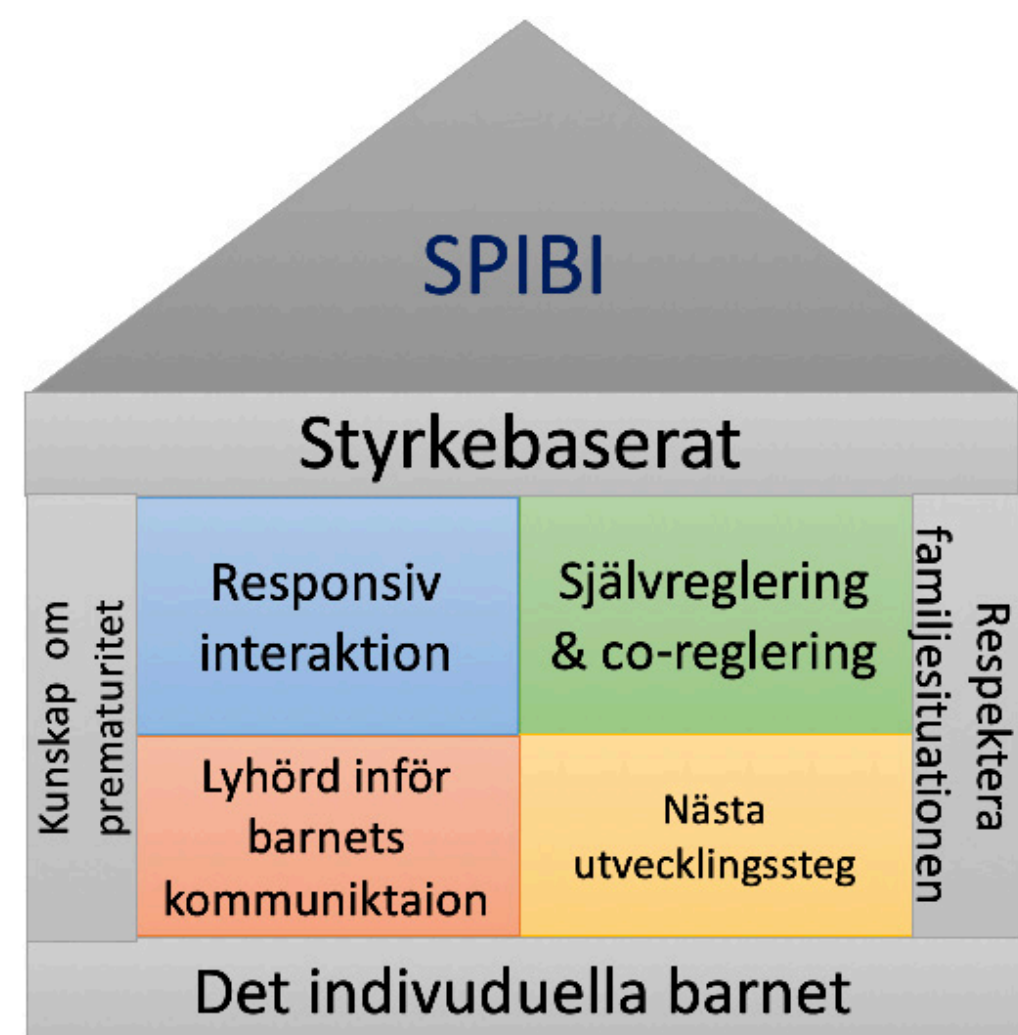 SPIBI
Styrkebaserat
Kunskap om
prematuritet
Responsiv
interaktion
Självreglering
& co-reglering
Lyhörd inför
barnets
kommuniktaion
Nästa
utvecklingssteg
Respektera
familjesituationen
Det indivuduella barnet